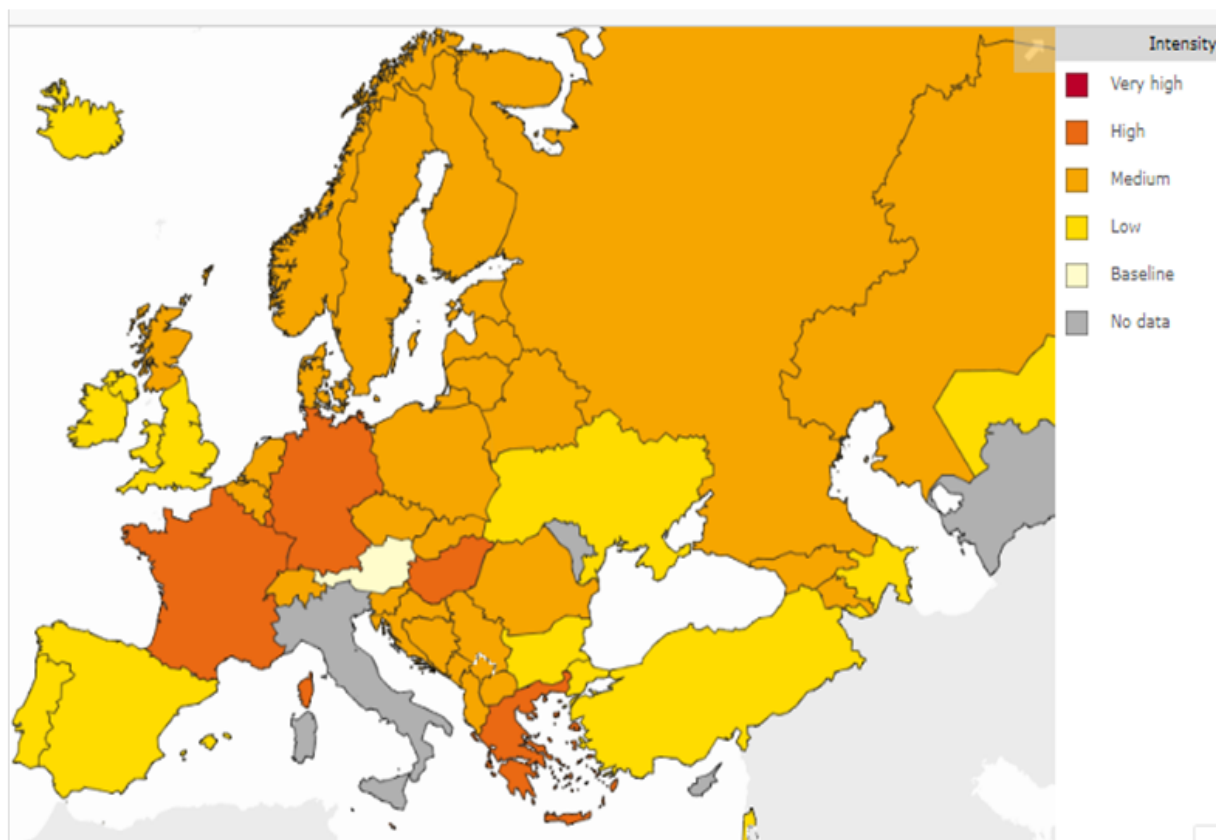 Intensity
Very high
High
Medium
Low
Baseline
No data